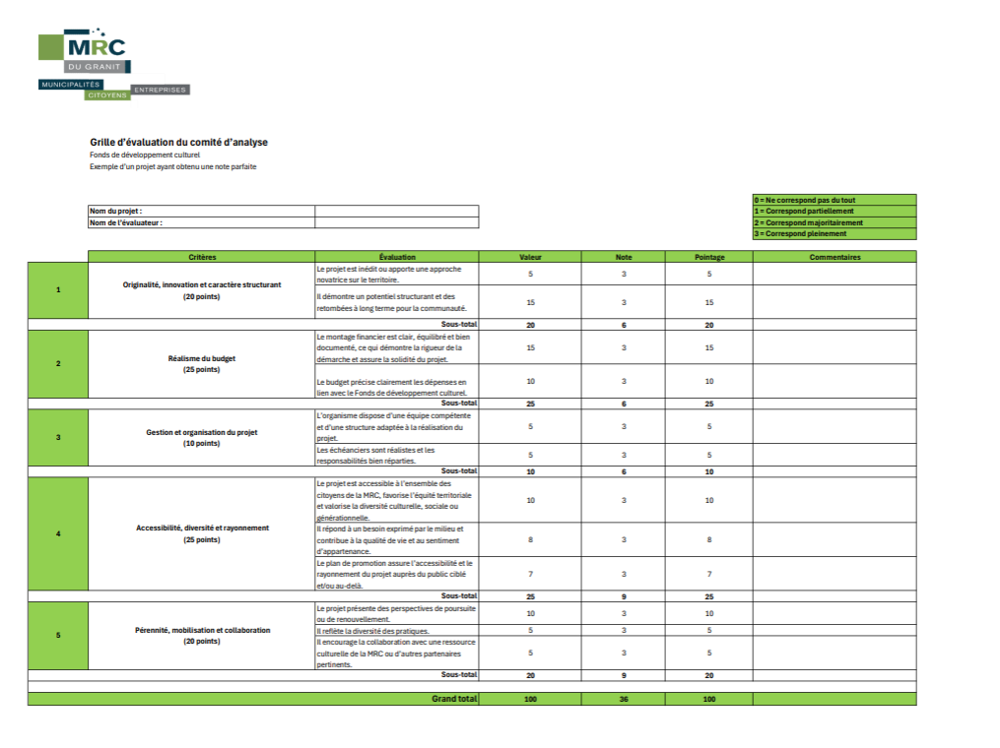 MRC
DU GRANIT
MUNICIPALITÉS
CITOYENS
ENTREPRISES
Grille d'évaluation du comité d'analyse
Fonds de développement culturel
Exemple d'un projet ayant obtenu une note parfaite
0 = Ne correspond pas du tout
1 = Correspond partiellement
2 = Correspond majoritairement
3 = Correspond pleinement
Nom du projet :
Nom de l'évaluateur :
Critères Évaluation Valeur Note Pointage Commentaires
1
Originalité, innovation et caractère structurant
(20 points)
Le projet est inédit ou apporte une approche
novatrice sur le territoire.
5 3 5
Il démontre un potentiel structurant et des
retombées à long terme pour la communauté.
15 3 15
Sous-total 20 6 20
2
Réalisme du budget
(25 points)
Le montage financier est clair, équilibré et bien
documenté, ce qui démontre la rigueur de la
démarche et assure la solidité du projet.
15 3 15
Le budget précise clairement les dépenses en
lien avec le Fonds de développement culturel.
10 3 10
Sous-total 25 6 25
3
Gestion et organisation du projet
(10 points)
L'organisme dispose d'une équipe compétente
et d'une structure adaptée à la réalisation du
projet.
5 3 5
Les échéanciers sont réalistes et les
responsabilités bien réparties.
5 3 5
Sous-total 10 6 10
4
Accessibilité, diversité et rayonnement
(25 points)
Le projet est accessible à l'ensemble des
citoyens de la MRC, favorise l'équité territoriale
et valorise la diversité culturelle, sociale ou
générationnelle.
10 3 10
Il répond à un besoin exprimé par le milieu et
contribue à la qualité de vie et au sentiment
d'appartenance.
8 3 8
Le plan de promotion assure l'accessibilité et le
rayonnement du projet auprès du public ciblé
et/ou au-delà.
7 3 7
Sous-total 25 9 25
5
Pérennité, mobilisation et collaboration
(20 points)
Le projet présente des perspectives de poursuite
ou de renouvellement.
10 3 10
Il reflète la diversité des pratiques.
5 3 5
Il encourage la collaboration avec une ressource
culturelle de la MRC ou d'autres partenaires
pertinents.
5 3 5
Sous-total 20 9 20
Grand total 100 36 100